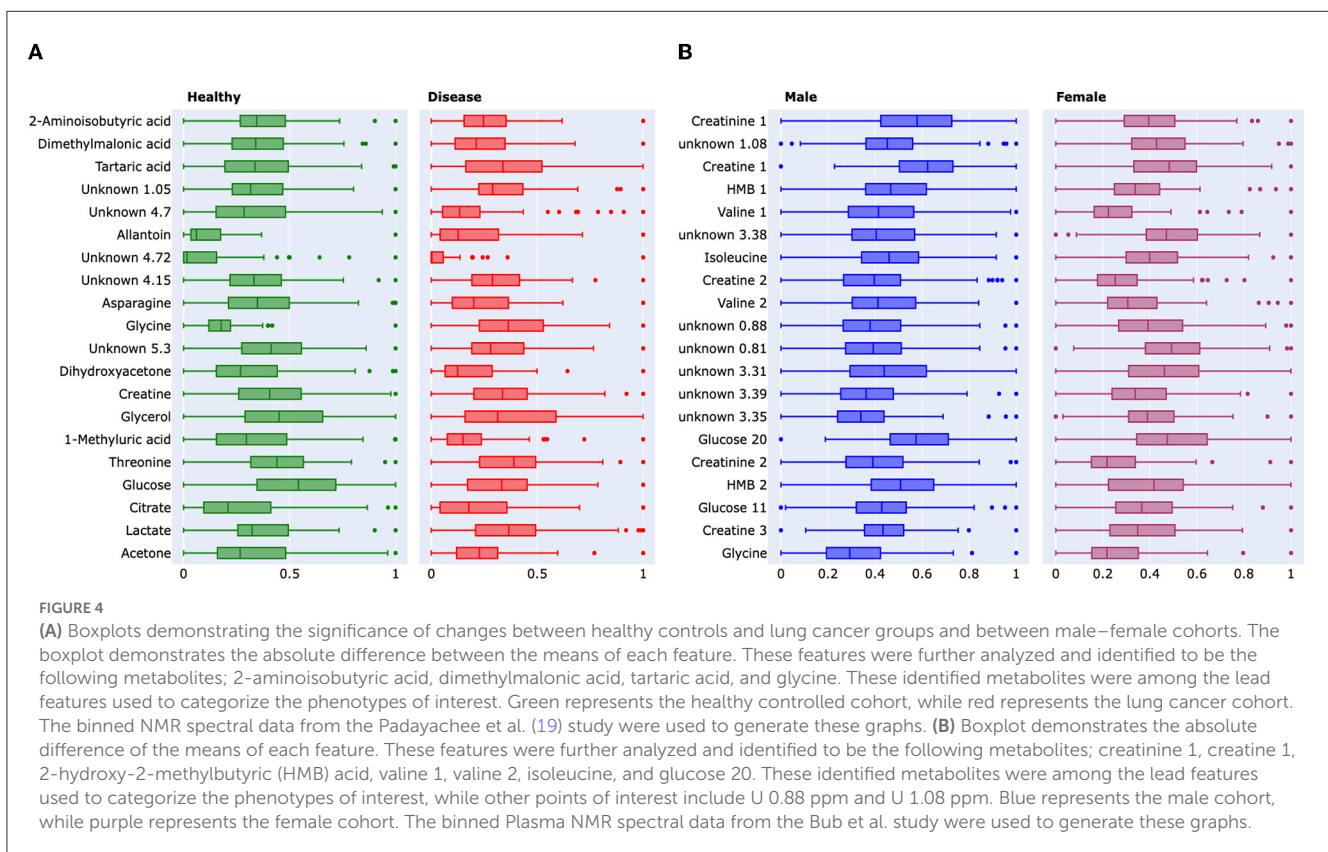 A
B
Healthy
Disease
Male
Female
2-Aminoisobutyric acid
Dimethylmalonic acid
Tartaric acid
Unknown 1.05
Unknown 4.7
Allantoin
Unknown 4.72
Unknown 4.15
Asparagine
Glycine
Unknown 5.3
Dihydroxyacetone
Creatine
Glycerol
1-Methyluric acid
Threonine
Glucose
Citrate
Lactate
Acetone
0 0.5 1
0 0.5 1
Creatinine 1
unknown 1.08
Creatine 1
HMB 1
Valine 1
unknown 3.38
Isoleucine
Creatine 2
Valine 2
unknown 0.88
unknown 0.81
unknown 3.31
unknown 3.39
unknown 3.35
Glucose 20
Creatinine 2
HMB 2
Glucose 11
Creatine 3
Glycine
0 0.2 0.4 0.6 0.8 1
0 0.2 0.4 0.6 0.8 1
FIGURE 4
(A) Boxplots demonstrating the significance of changes between healthy controls and lung cancer groups and between male–female cohorts. The
boxplot demonstrates the absolute difference between the means of each feature. These features were further analyzed and identified to be the
following metabolites; 2-aminoisobutyric acid, dimethylmalonic acid, tartaric acid, and glycine. These identified metabolites were among the lead
features used to categorize the phenotypes of interest. Green represents the healthy controlled cohort, while red represents the lung cancer cohort.
The binned NMR spectral data from the Padayachee et al. (19) study were used to generate these graphs. (B) Boxplot demonstrates the absolute
difference of the means of each feature. These features were further analyzed and identified to be the following metabolites; creatinine 1, creatine 1,
2-hydroxy-2-methylbutyric (HMB) acid, valine 1, valine 2, isoleucine, and glucose 20. These identified metabolites were among the lead features
used to categorize the phenotypes of interest, while other points of interest include U 0.88 ppm and U 1.08 ppm. Blue represents the male cohort,
while purple represents the female cohort. The binned Plasma NMR spectral data from the Bub et al. study were used to generate these graphs.